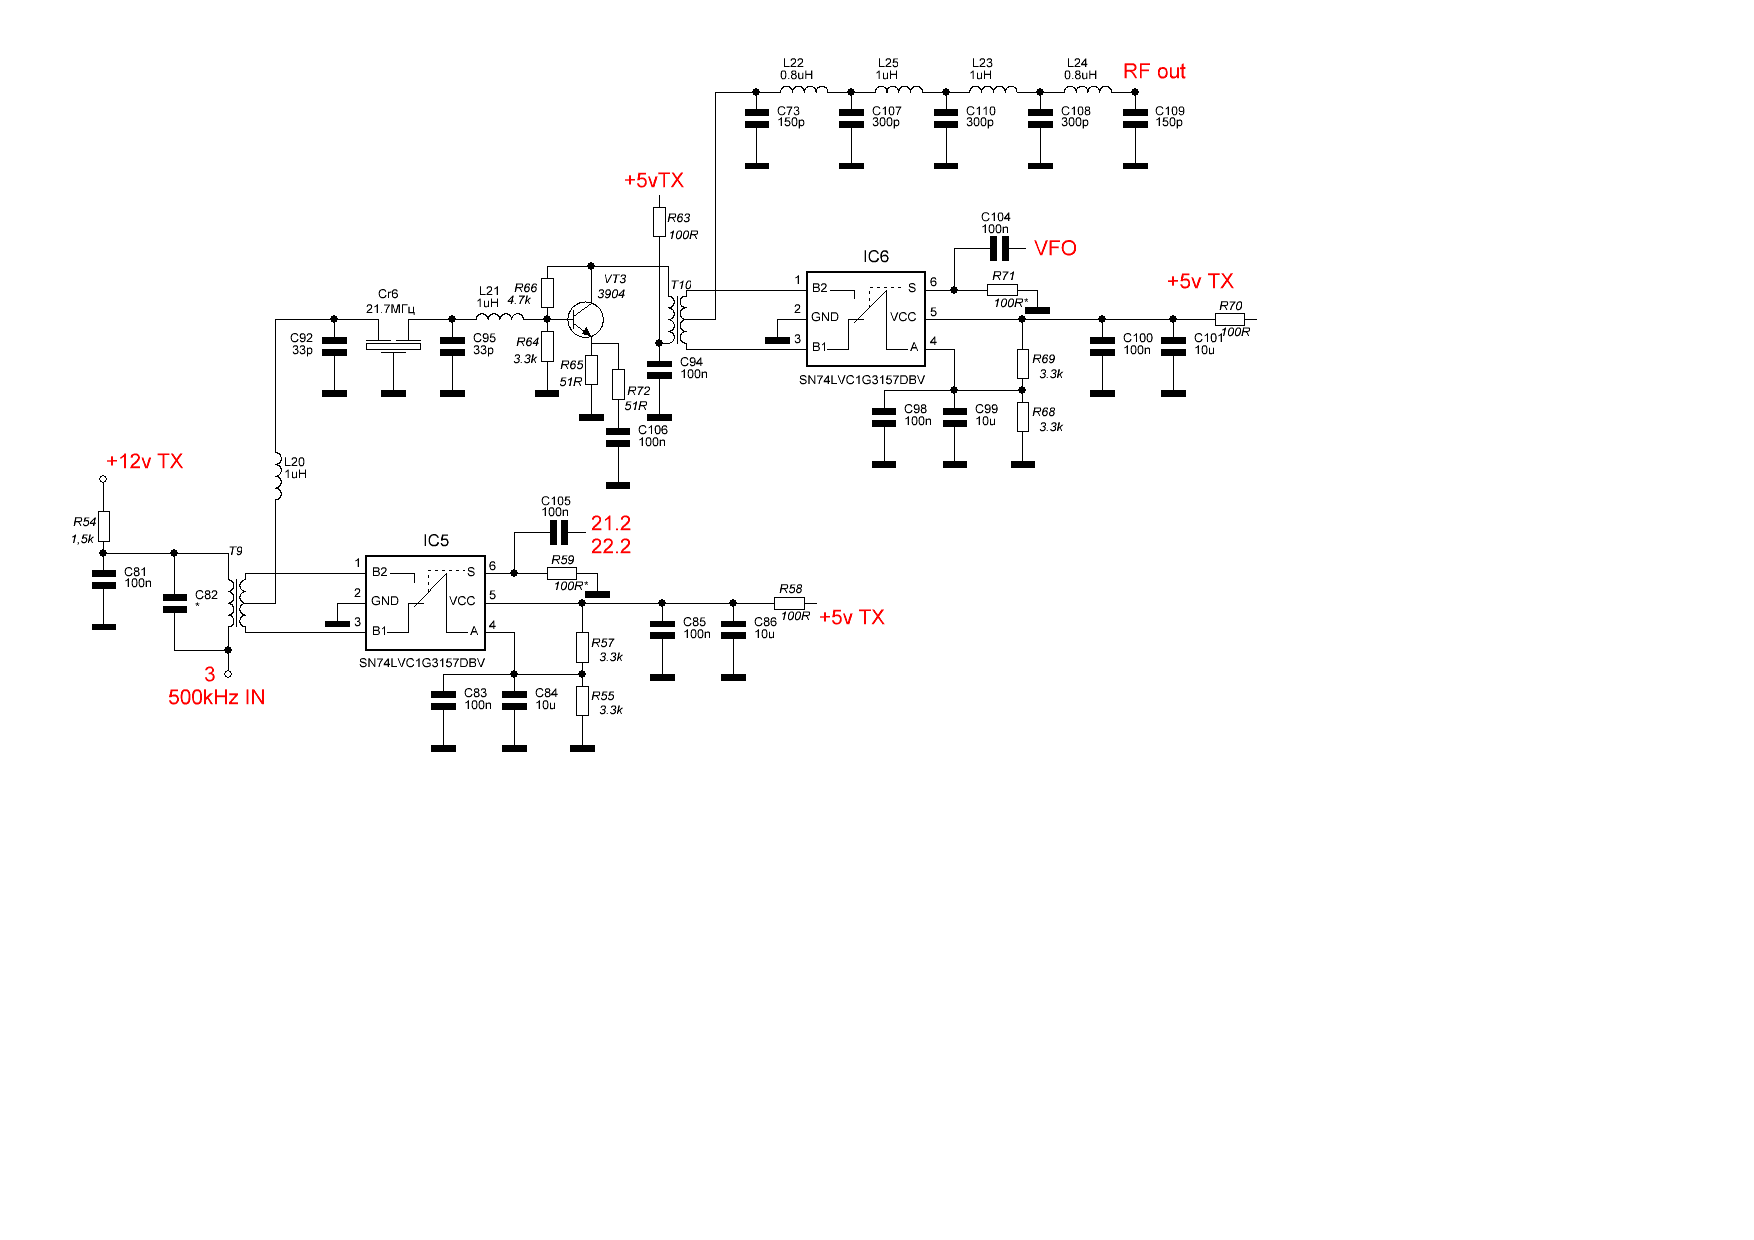 L22
0.8uH
L25
1uH
L23
1uH
L24
0.8uH
RF out
C73
150p
C107
300p
C110
300p
C108
300p
C109
150p
+5vTX
R63
100R
C104
100n
VFO
IC6
+5v TX
VT3
3904
T10
R66
4.7k
L21
1uH
Cr6
21.7МГц
1
B2
S
6
R71
100R*
R70
100R
2
GND
VCC
5
3
B1
A
4
SN74LVC1G3157DBV
C92
33p
C95
33p
R64
3.3k
R65
51R
R72
51R
C94
100n
C106
100n
C100
100n
C101
10u
R69
3.3k
C98
100n
C99
10u
R68
3.3k
+12v TX
L20
1uH
R54
1,5k
C105
100n
21.2
22.2
IC5
T9
C81
100n
C82
*
1
B2
S
6
R59
100R*
R58
100R
+5v TX
2
GND
VCC
5
3
B1
A
4
SN74LVC1G3157DBV
C85
100n
C86
10u
R57
3.3k
3
500kHz IN
C83
100n
C84
10u
R55
3.3k